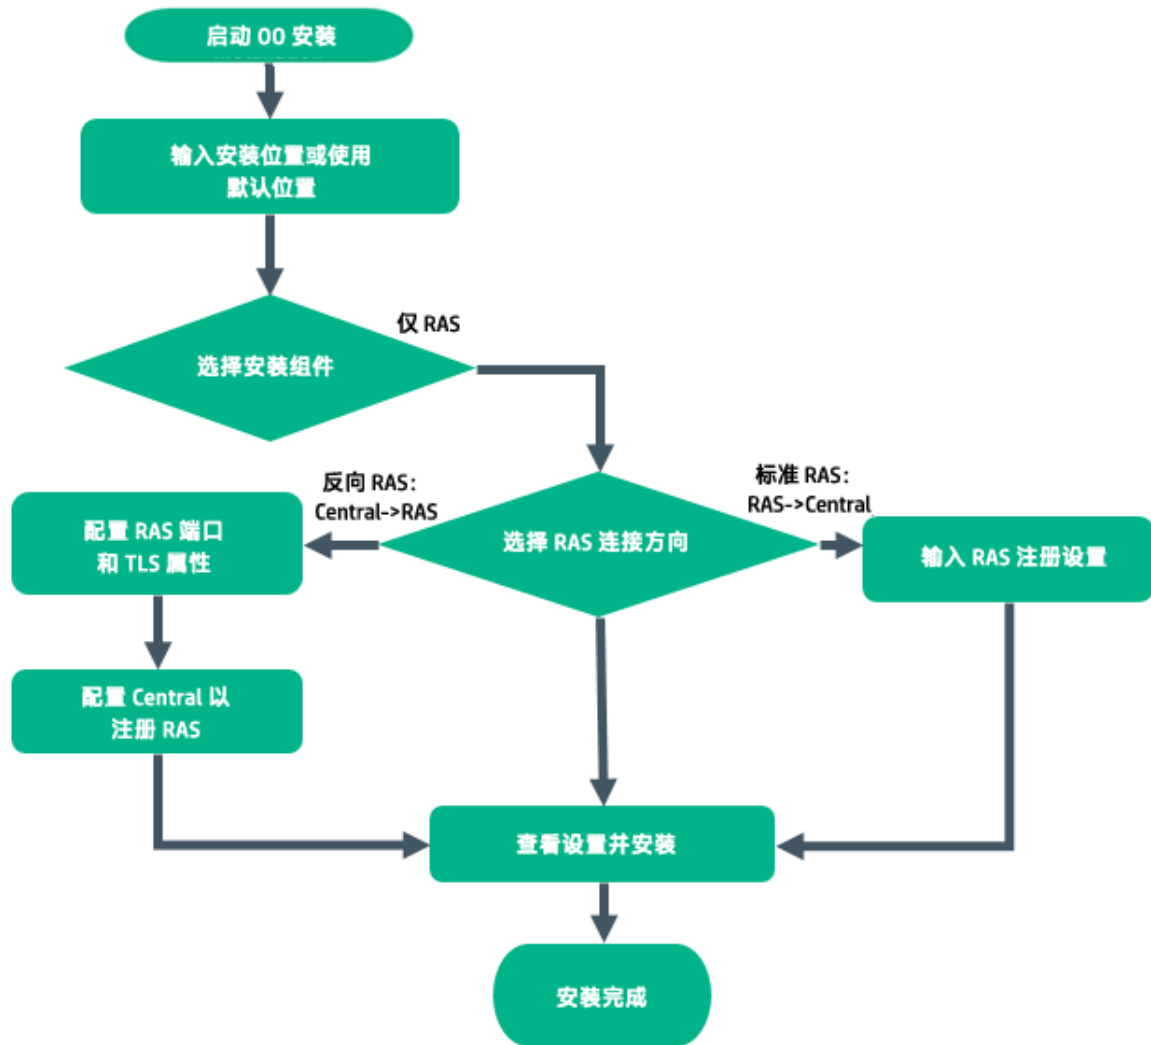 启动 OO 安装
输入安装位置或使用
默认位置
仅 RAS
选择安装组件
反向 RAS：
Central->RAS
标准 RAS：
RAS->Central
配置 RAS 端口
和 TLS 属性
选择 RAS 连接方向
输入 RAS 注册设置
配置 Central 以
注册 RAS
查看设置并安装
安装完成